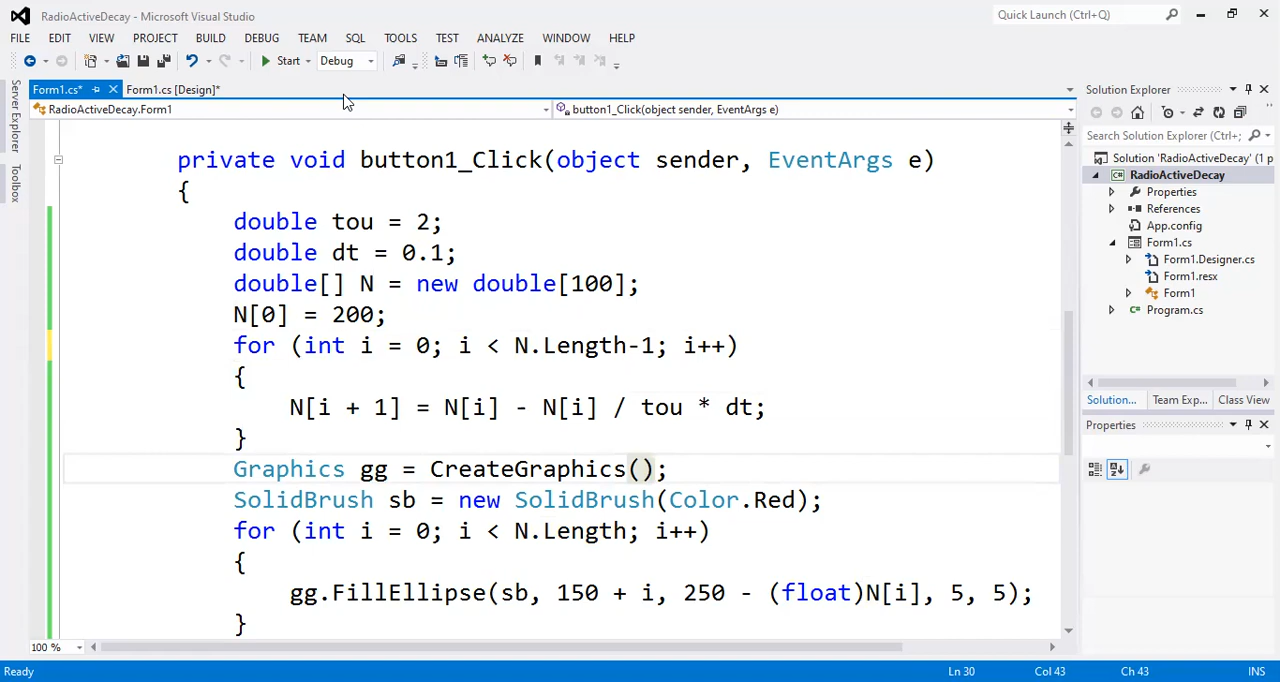 RadioActiveDecay - Microsoft Visual Studio
Quick Launch (Ctrl+Q)
FILE EDIT VIEW PROJECT BUILD DEBUG TEAM SQL TOOLS TEST ANALYZE WINDOW HELP
Start Debug
Form1.cs* Form1.cs [Design]*
RadioActiveDecay.Form1 button1_Click(object sender, EventArgs e)
Server Explorer
Toolbox
private void button1_Click(object sender, EventArgs e)
{
double tou = 2;
double dt = 0.1;
double[] N = new double[100];
N[0] = 200;
for (int i = 0; i < N.Length-1; i++)
{
N[i + 1] = N[i] - N[i] / tou * dt;
}
Graphics gg = CreateGraphics();
SolidBrush sb = new SolidBrush(Color.Red);
for (int i = 0; i < N.Length; i++)
{
gg.FillEllipse(sb, 150 + i, 250 - (float)N[i], 5, 5);
}
100 %
Solution Explorer
Search Solution Explorer (Ctrl+;
Solution 'RadioActiveDecay' (1 p
C# RadioActiveDecay
Properties
References
App.config
Form1.cs
Form1.Designer.cs
Form1.resx
Form1
Program.cs
Solution... Team Exp... Class View
Properties
Ready Ln 30 Col 43 Ch 43 INS